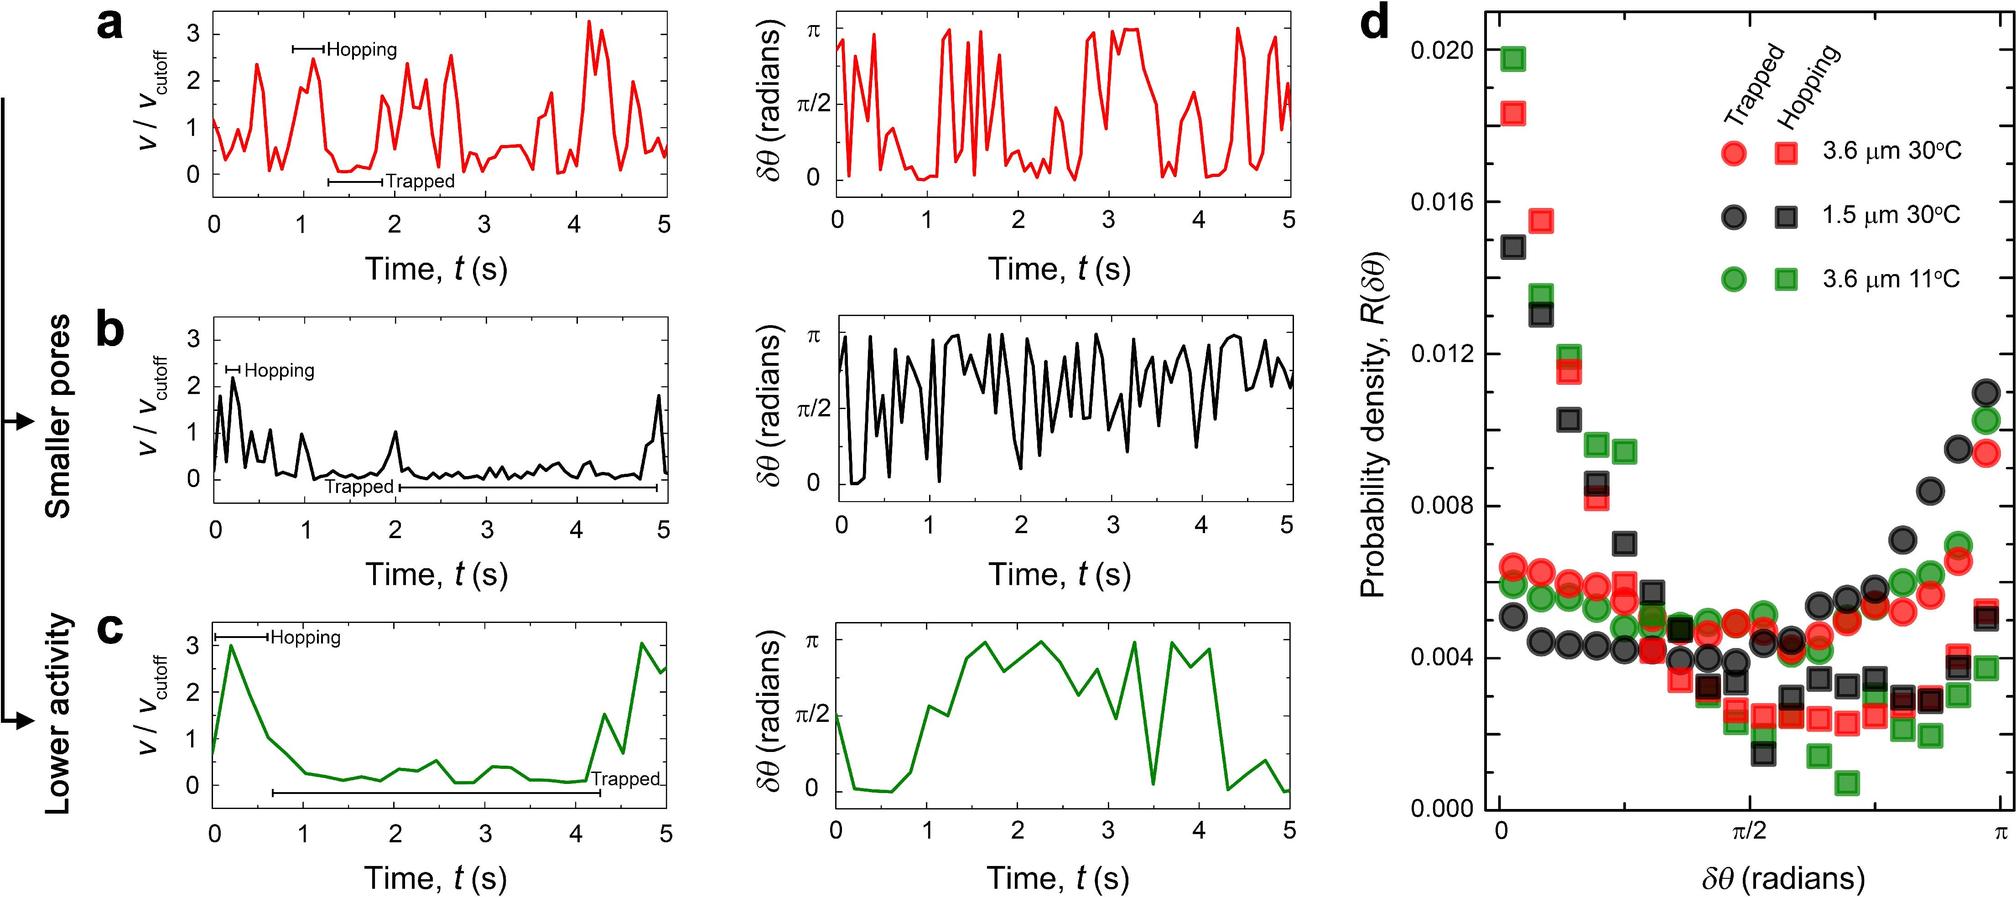 Smaller pores
Lower activity
a
v / vcutoff
3
2
1
0
Hopping
Trapped
0 1 2 3 4 5
Time, t (s)
δθ (radians)
π
π/2
0
0 1 2 3 4 5
Time, t (s)
b
v / vcutoff
3
2
1
0
Hopping
Trapped
0 1 2 3 4 5
Time, t (s)
δθ (radians)
π
π/2
0
0 1 2 3 4 5
Time, t (s)
c
v / vcutoff
3
2
1
0
Hopping
Trapped
0 1 2 3 4 5
Time, t (s)
δθ (radians)
π
π/2
0
0 1 2 3 4 5
Time, t (s)
d
Probability density, R(δθ)
0.020
0.016
0.012
0.008
0.004
0.000
Trapped
Hopping
3.6 μm 30°C
1.5 μm 30°C
3.6 μm 11°C
0 π/2 π
δθ (radians)